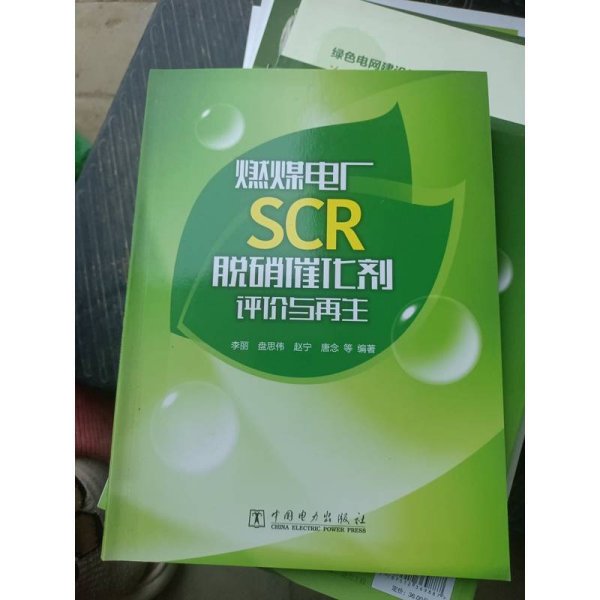 绿色电网建设
燃煤电厂
SCR
脱硝催化剂
评价与再生
李丽 盘思伟 赵宁 唐念 等 编著
中国电力出版社
CHINA ELECTRIC POWER PRESS